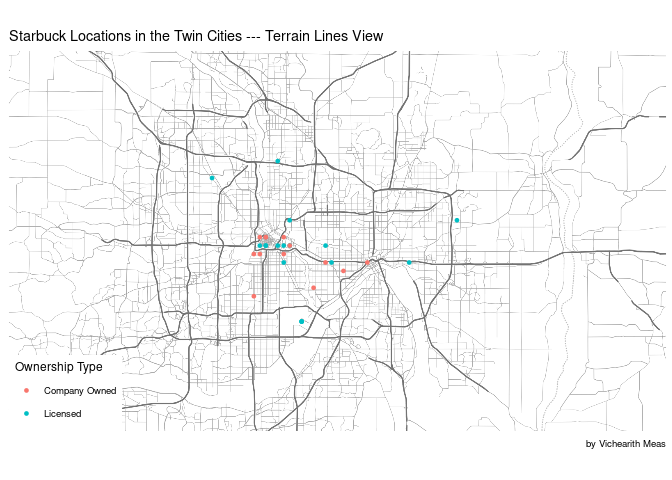 Starbuck Locations in the Twin Cities --- Terrain Lines View
Ownership Type
Company Owned
Licensed
by Vichearith Meas